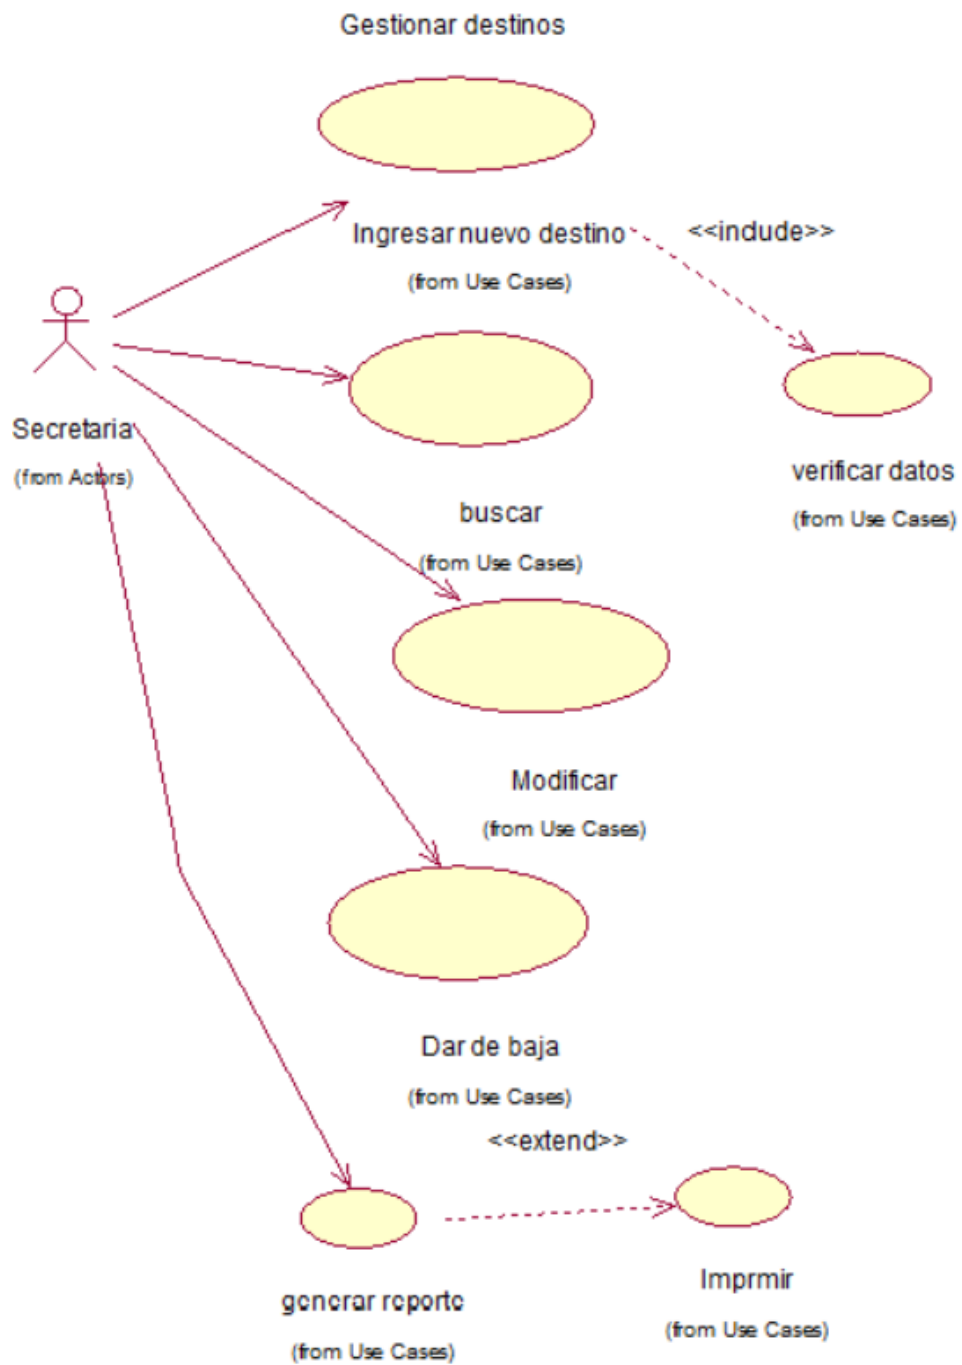 Gestionar destinos
Ingresar nuevo destino
<<include>>
(from Use Cases)
Secretaria
(from Actors)
verificar datos
(from Use Cases)
buscar
(from Use Cases)
Modificar
(from Use Cases)
Dar de baja
(from Use Cases)
<<extend>>
generar reporte
(from Use Cases)
Imprmir
(from Use Cases)